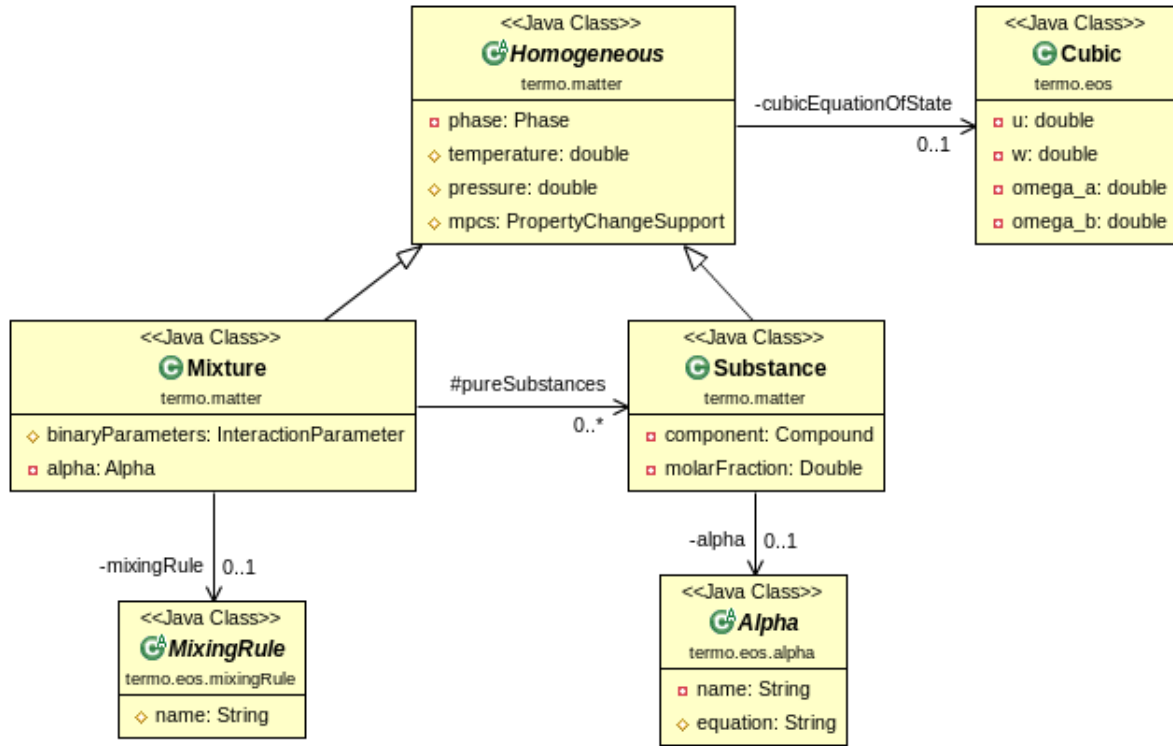 <<Java Class>>
Homogeneous
termo.matter
phase: Phase
temperature: double
pressure: double
mpcs: PropertyChangeSupport
-cubicEquationOfState
0..1
<<Java Class>>
Cubic
termo.eos
u: double
w: double
omega_a: double
omega_b: double
<<Java Class>>
Mixture
termo.matter
binaryParameters: InteractionParameter
alpha: Alpha
#pureSubstances
0..*
<<Java Class>>
Substance
termo.matter
component: Compound
molarFraction: Double
-mixingRule
0..1
<<Java Class>>
MixingRule
termo.eos.mixingRule
name: String
-alpha
0..1
<<Java Class>>
Alpha
termo.eos.alpha
name: String
equation: String